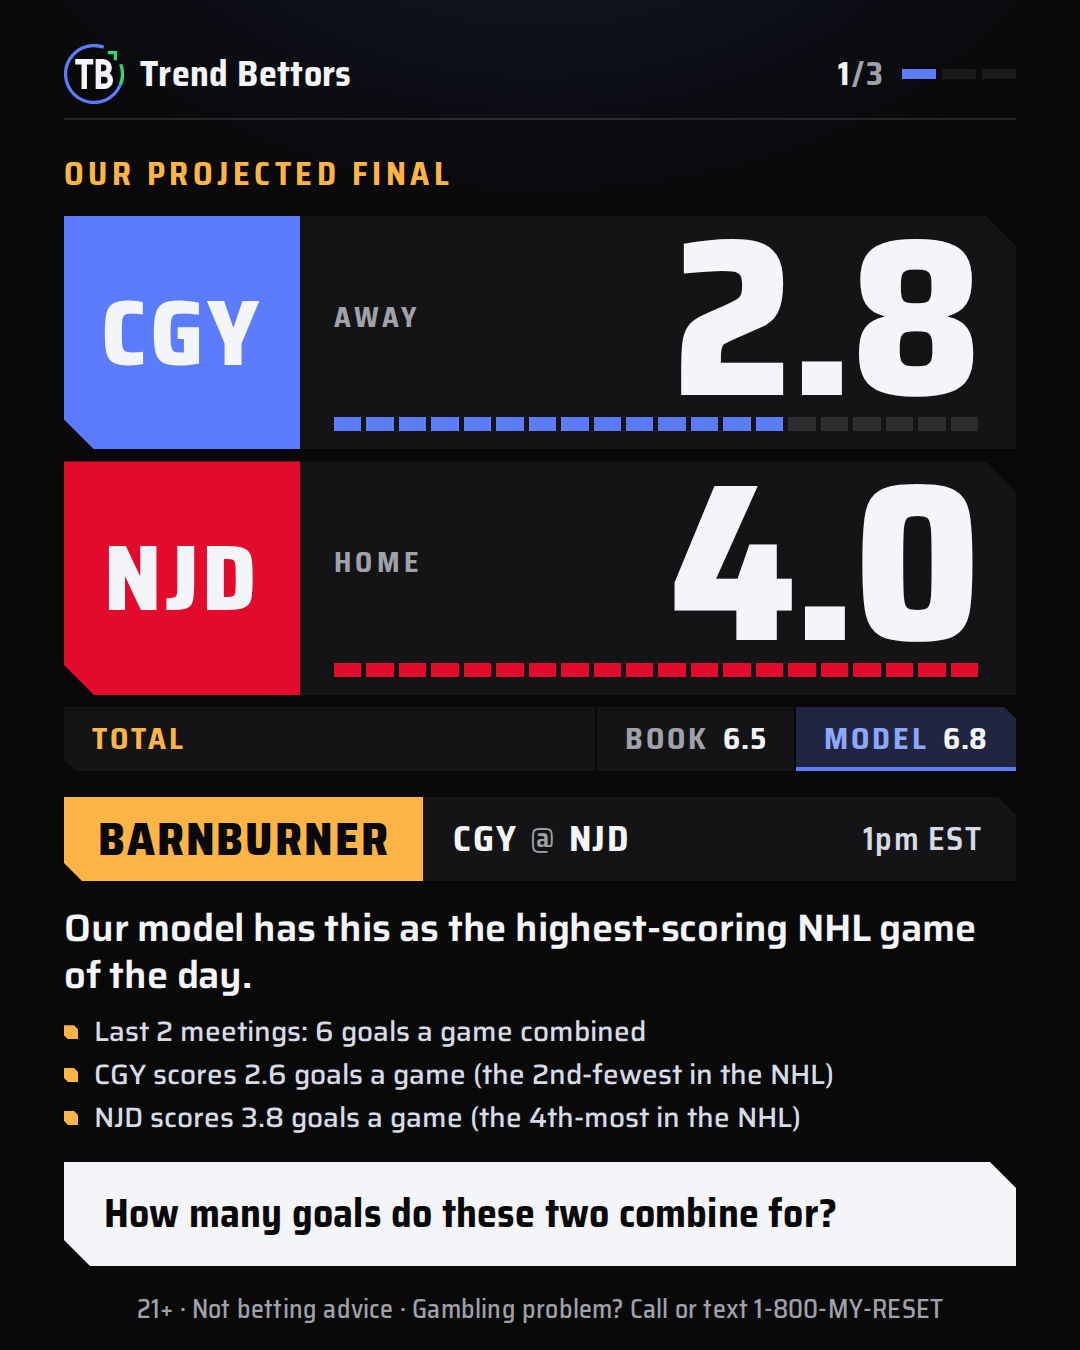 TB Trend Bettors
1/3
OUR PROJECTED FINAL
CGY
AWAY
2.8
NJD
HOME
4.0
TOTAL BOOK 6.5 MODEL 6.8
BARNBURNER CGY @ NJD 1pm EST
Our model has this as the highest-scoring NHL game
of the day.
Last 2 meetings: 6 goals a game combined
CGY scores 2.6 goals a game (the 2nd-fewest in the NHL)
NJD scores 3.8 goals a game (the 4th-most in the NHL)
How many goals do these two combine for?
21+ · Not betting advice · Gambling problem? Call or text 1-800-MY-RESET